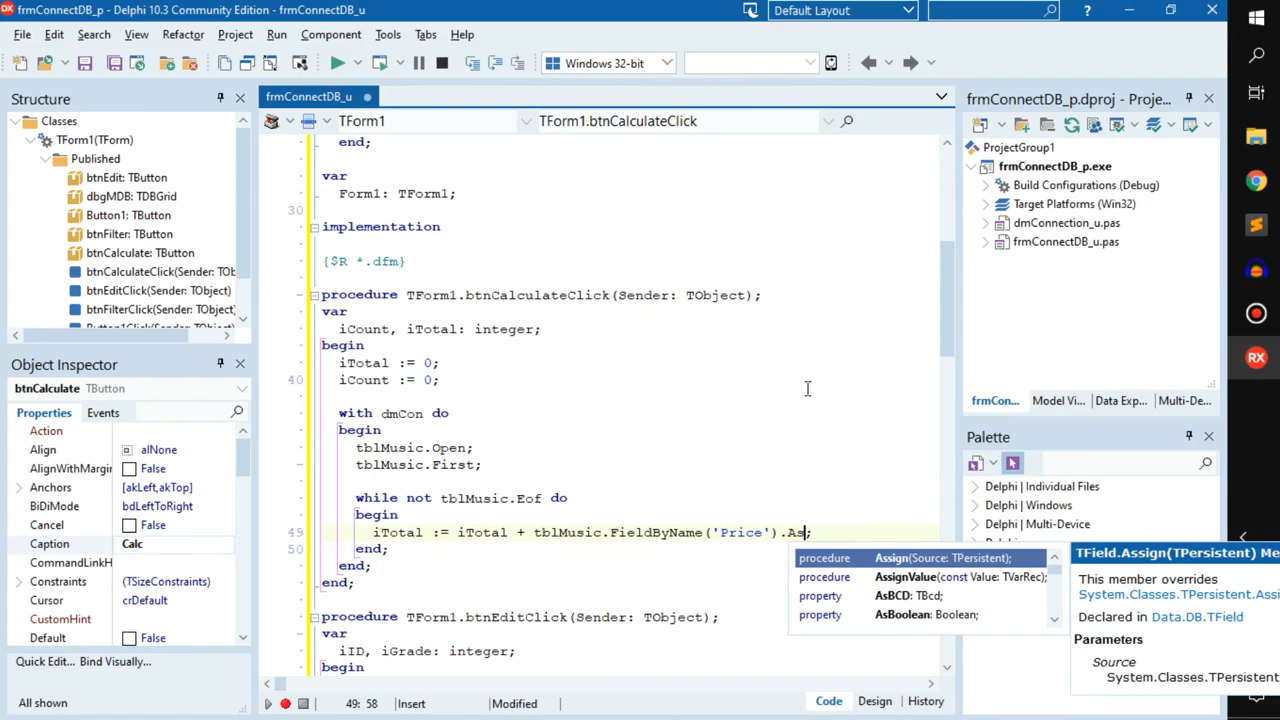 frmConnectDB_p - Delphi 10.3 Community Edition - frmConnectDB_u
Default Layout
File Edit Search View Refactor Project Run Component Tools Tabs Help
Windows 32-bit
Structure
Classes
TForm1(TForm)
Published
btnEdit: TButton
dbgMDB: TDBGrid
Button1: TButton
btnFilter: TButton
btnCalculate: TButton
btnCalculateClick(Sender: TOb
btnEditClick(Sender: TObject)
btnFilterClick(Sender: TObject)
Button1Click(Sender: TObject)
Object Inspector
btnCalculate TButton
Properties Events
Action
Align alNone
AlignWithMargin False
Anchors [akLeft,akTop]
BiDiMode bdLeftToRight
Cancel False
Caption Calc
CommandLinkH
Constraints (TSizeConstraints)
Cursor crDefault
CustomHint
Default False
Quick Edit... Bind Visually...
All shown
frmConnectDB_u
TForm1 TForm1.btnCalculateClick
end;
var
Form1: TForm1;
30
implementation
{$R *.dfm}
procedure TForm1.btnCalculateClick(Sender: TObject);
var
iCount, iTotal: integer;
begin
iTotal := 0;
40 iCount := 0;
with dmCon do
begin
tblMusic.Open;
tblMusic.First;
while not tblMusic.Eof do
begin
49 iTotal := iTotal + tblMusic.FieldByName('Price').As;
50 end;
end;
end;
procedure TForm1.btnEditClick(Sender: TObject);
var
iID, iGrade: integer;
begin
procedure Assign(Source: TPersistent);
procedure AssignValue(const Value: TVarRec);
property AsBCD: TBcd;
property AsBoolean: Boolean;
TField.Assign(TPersistent) Me
This member overrides
System.Classes.TPersistent.Assi
Declared in Data.DB.TField
Parameters
Source
System.Classes.TPersistent
49: 58 Insert Modified
Code Design History
frmConnectDB_p.dproj - Proje...
ProjectGroup1
frmConnectDB_p.exe
Build Configurations (Debug)
Target Platforms (Win32)
dmConnection_u.pas
frmConnectDB_u.pas
frmCon... Model Vi... Data Exp... Multi-De...
Palette
Delphi | Individual Files
Delphi | Windows
Delphi | Multi-Device
DX
RX